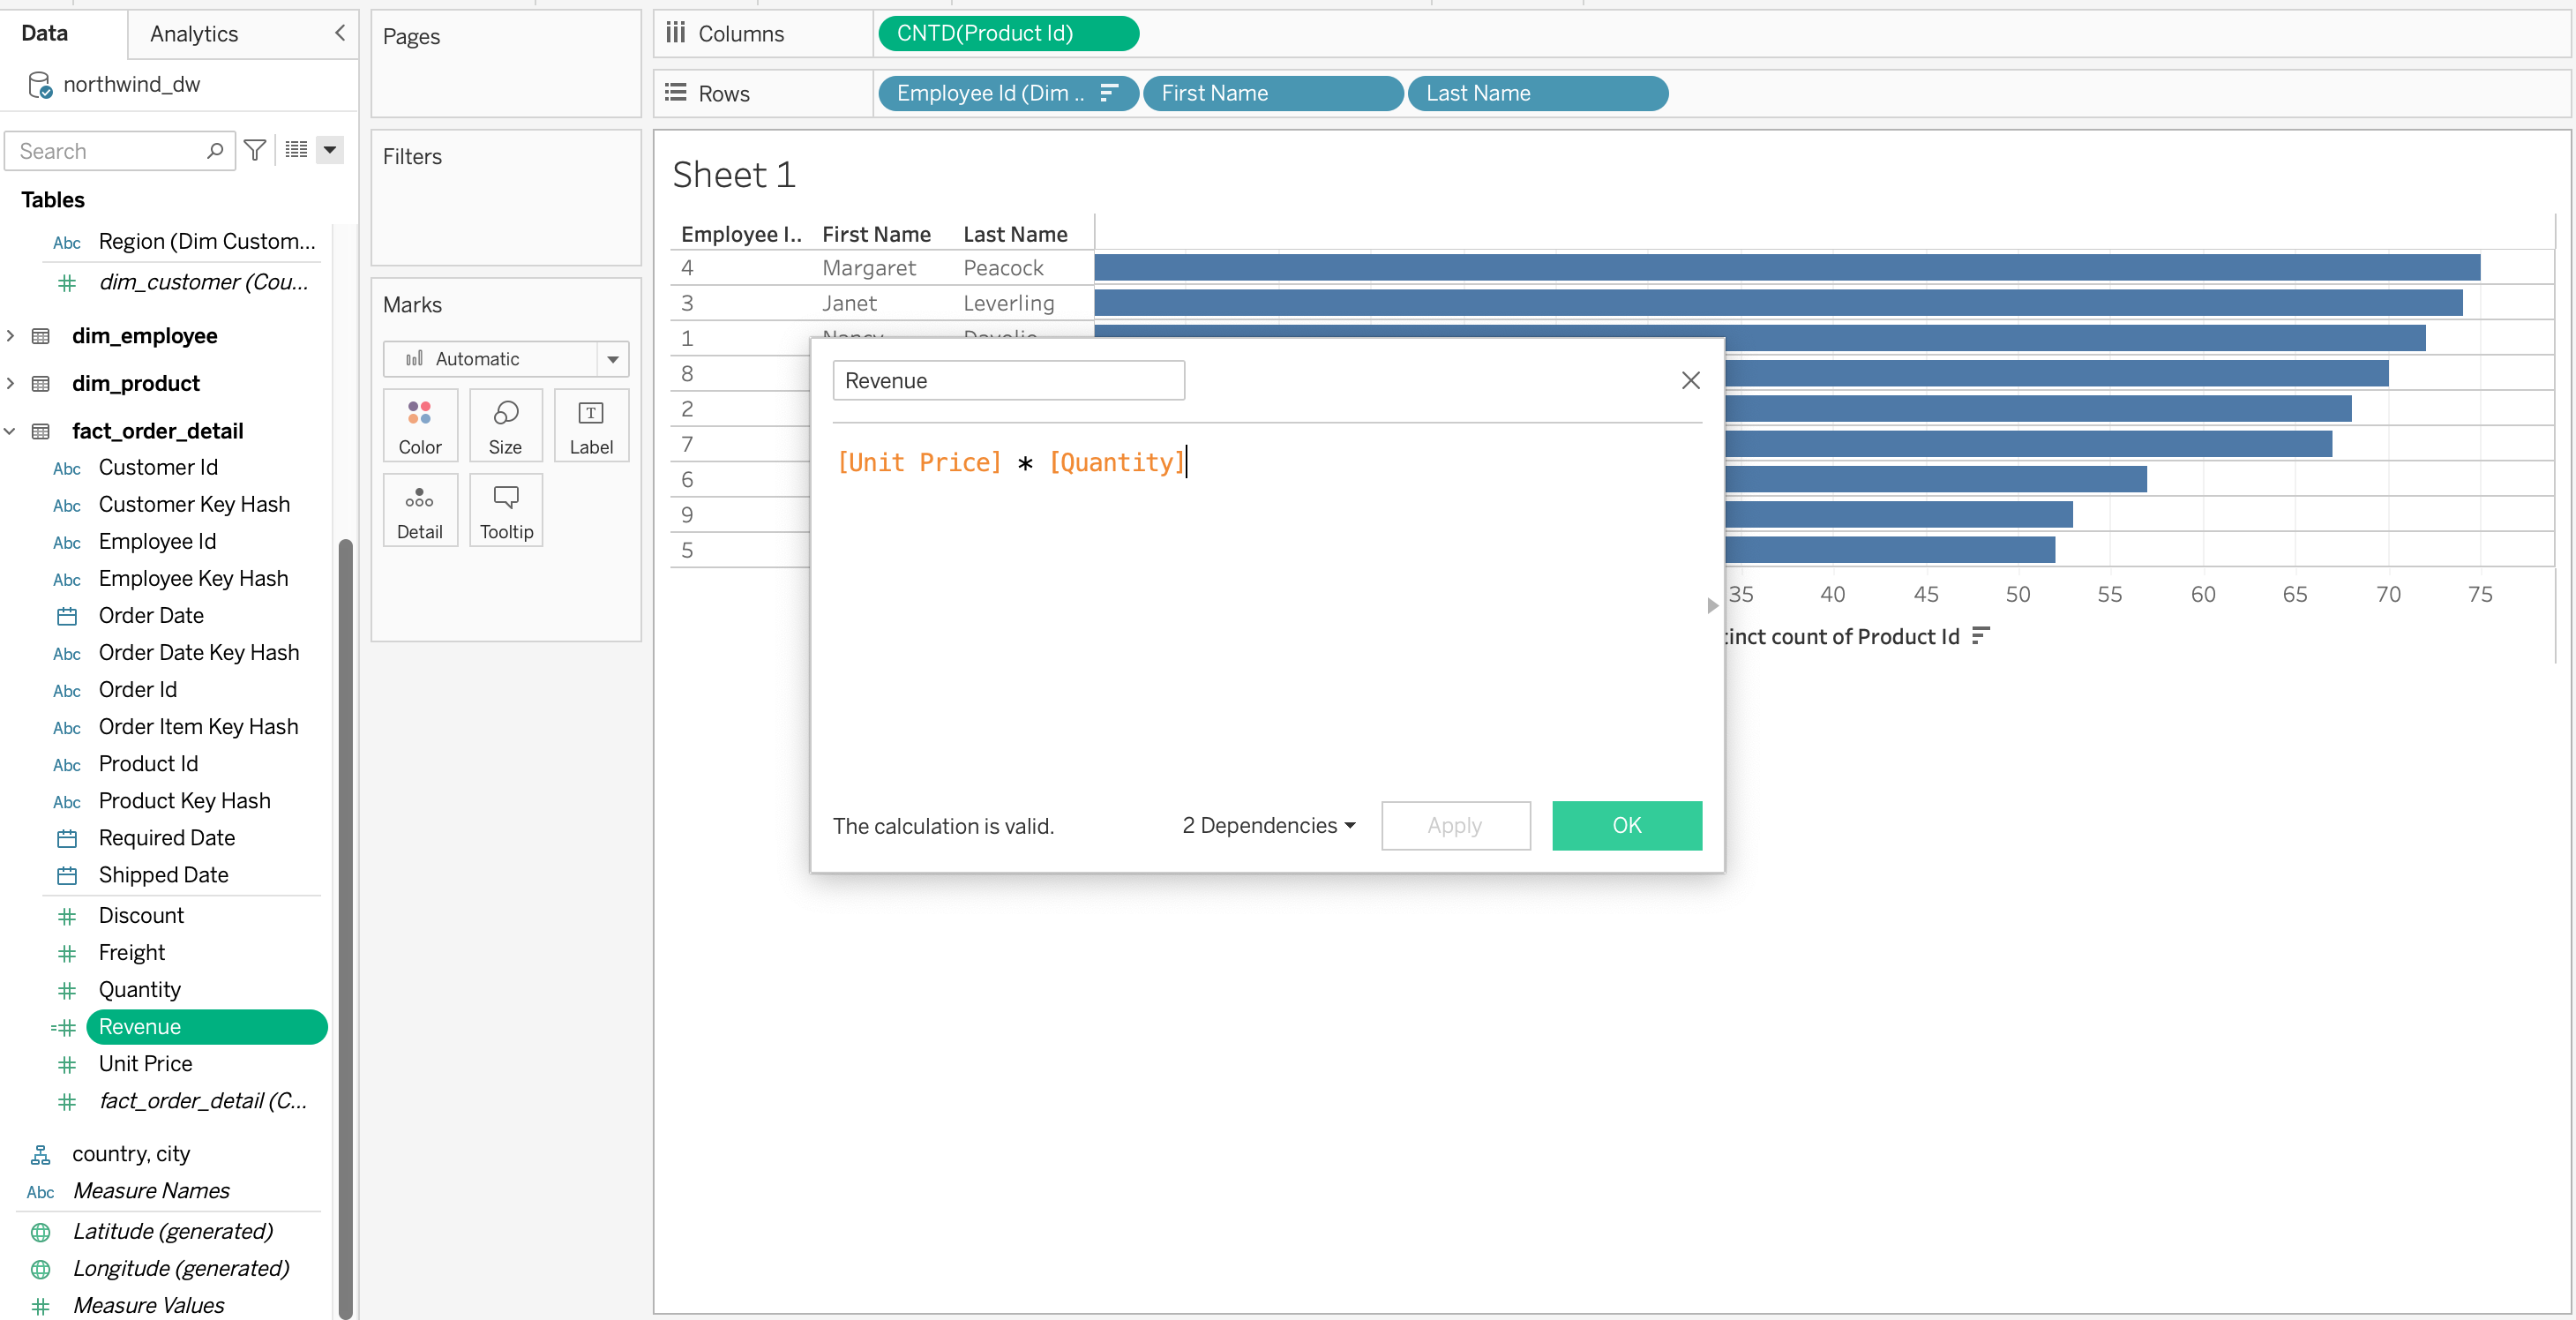 Data
Analytics
northwind_dw
Search
Tables
Abc Region (Dim Custom...
dim_customer (Cou...
dim_employee
dim_product
fact_order_detail
Abc Customer Id
Abc Customer Key Hash
Abc Employee Id
Abc Employee Key Hash
Order Date
Abc Order Date Key Hash
Abc Order Id
Abc Order Item Key Hash
Abc Product Id
Abc Product Key Hash
Required Date
Shipped Date
Discount
Freight
Quantity
Revenue
Unit Price
fact_order_detail (C...
country, city
Abc Measure Names
Latitude (generated)
Longitude (generated)
Measure Values
Pages
Filters
Marks
Automatic
Color Size Label
Detail Tooltip
Columns CNTD(Product Id)
Rows Employee Id (Dim .. First Name Last Name
Sheet 1
Employee I.. First Name Last Name
4 Margaret Peacock
3 Janet Leverling
1 Nancy Davolio
8
2
7
6
9
5
35 40 45 50 55 60 65 70 75
tinct count of Product Id
Revenue
[Unit Price] * [Quantity]
The calculation is valid.
2 Dependencies
Apply
OK